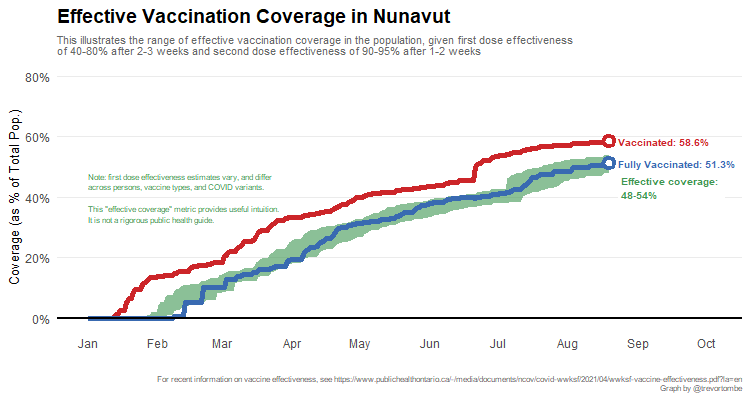 Effective Vaccination Coverage in Nunavut
This illustrates the range of effective vaccination coverage in the population, given first dose effectiveness
of 40-80% after 2-3 weeks and second dose effectiveness of 90-95% after 1-2 weeks
Coverage (as % of Total Pop.)
80%
60%
40%
20%
0%
Note: first dose effectiveness estimates vary, and differ
across persons, vaccine types, and COVID variants.
This "effective coverage" metric provides useful intuition.
It is not a rigorous public health guide.
Vaccinated: 58.6%
Fully Vaccinated: 51.3%
Effective coverage:
48-54%
Jan Feb Mar Apr May Jun Jul Aug Sep Oct
For recent information on vaccine effectiveness, see https://www.publichealthontario.ca/-/media/documents/ncov/covid-wwksf/2021/04/wwksf-vaccine-effectiveness.pdf?la=en
Graph by @trevortombe